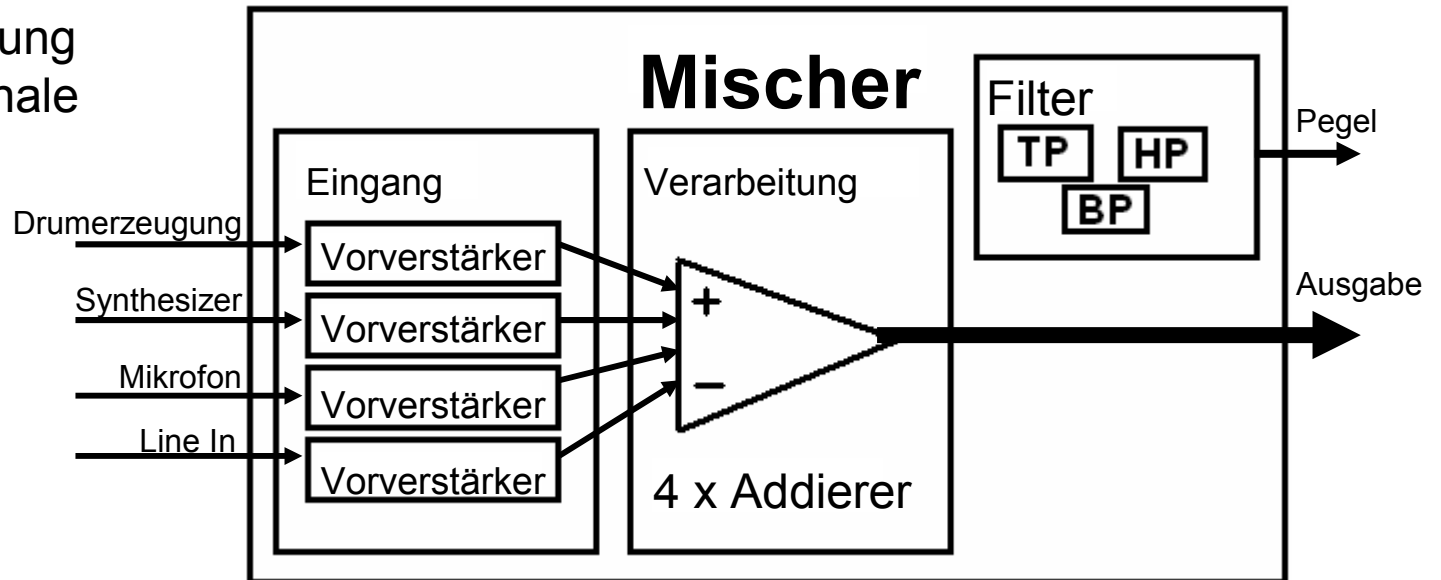 ung
nale
Mischer
Filter
TP
HP
BP
Pegel
Eingang
Verarbeitung
Drumerzeugung
Vorverstärker
Synthesizer
Vorverstärker
Mikrofon
Vorverstärker
Line In
Vorverstärker
+
−
4 x Addierer
Ausgabe